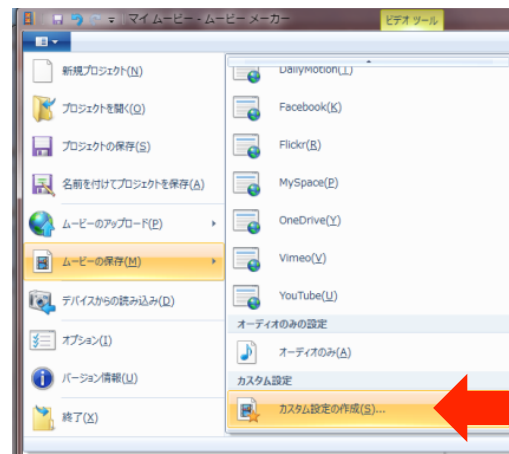 マイ ムービー - ムービー メーカー
ビデオ ツール
新規プロジェクト(N)
プロジェクトを開く(O)
プロジェクトの保存(S)
名前を付けてプロジェクトを保存(A)
ムービーのアップロード(P)
ムービーの保存(M)
デバイスからの読み込み(D)
オプション(I)
バージョン情報(U)
終了(X)
DailyMotion(T)
Facebook(K)
Flickr(R)
MySpace(P)
OneDrive(Y)
Vimeo(V)
YouTube(U)
オーディオのみの設定
オーディオのみ(A)
カスタム設定
カスタム設定の作成(S)...